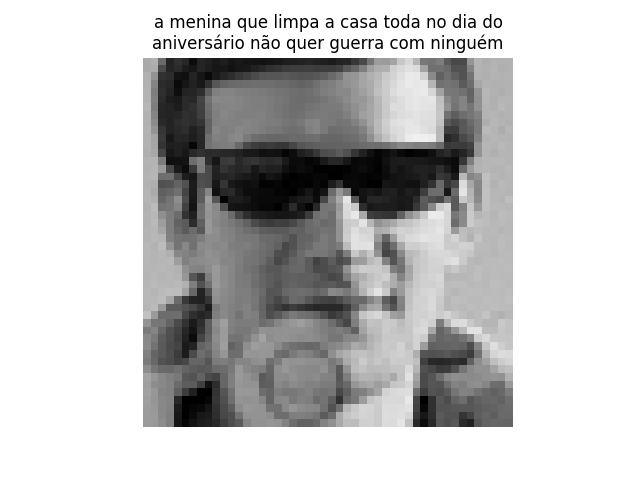 a menina que limpa a casa toda no dia do
aniversário não quer guerra com ninguém